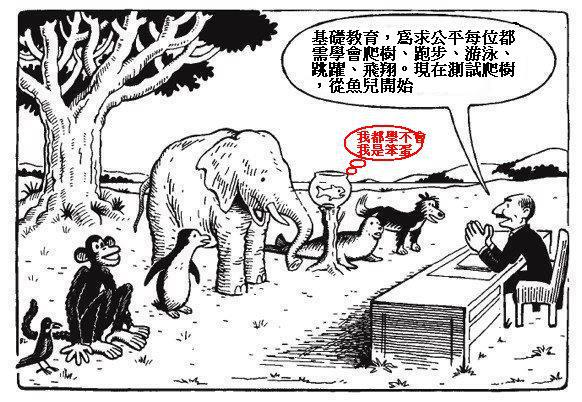 基礎教育，為求公平每位都
需學會爬樹、跑步、游泳、
跳躍、飛翔。現在測試爬樹
，從魚兒開始
我都學不會
我是笨蛋